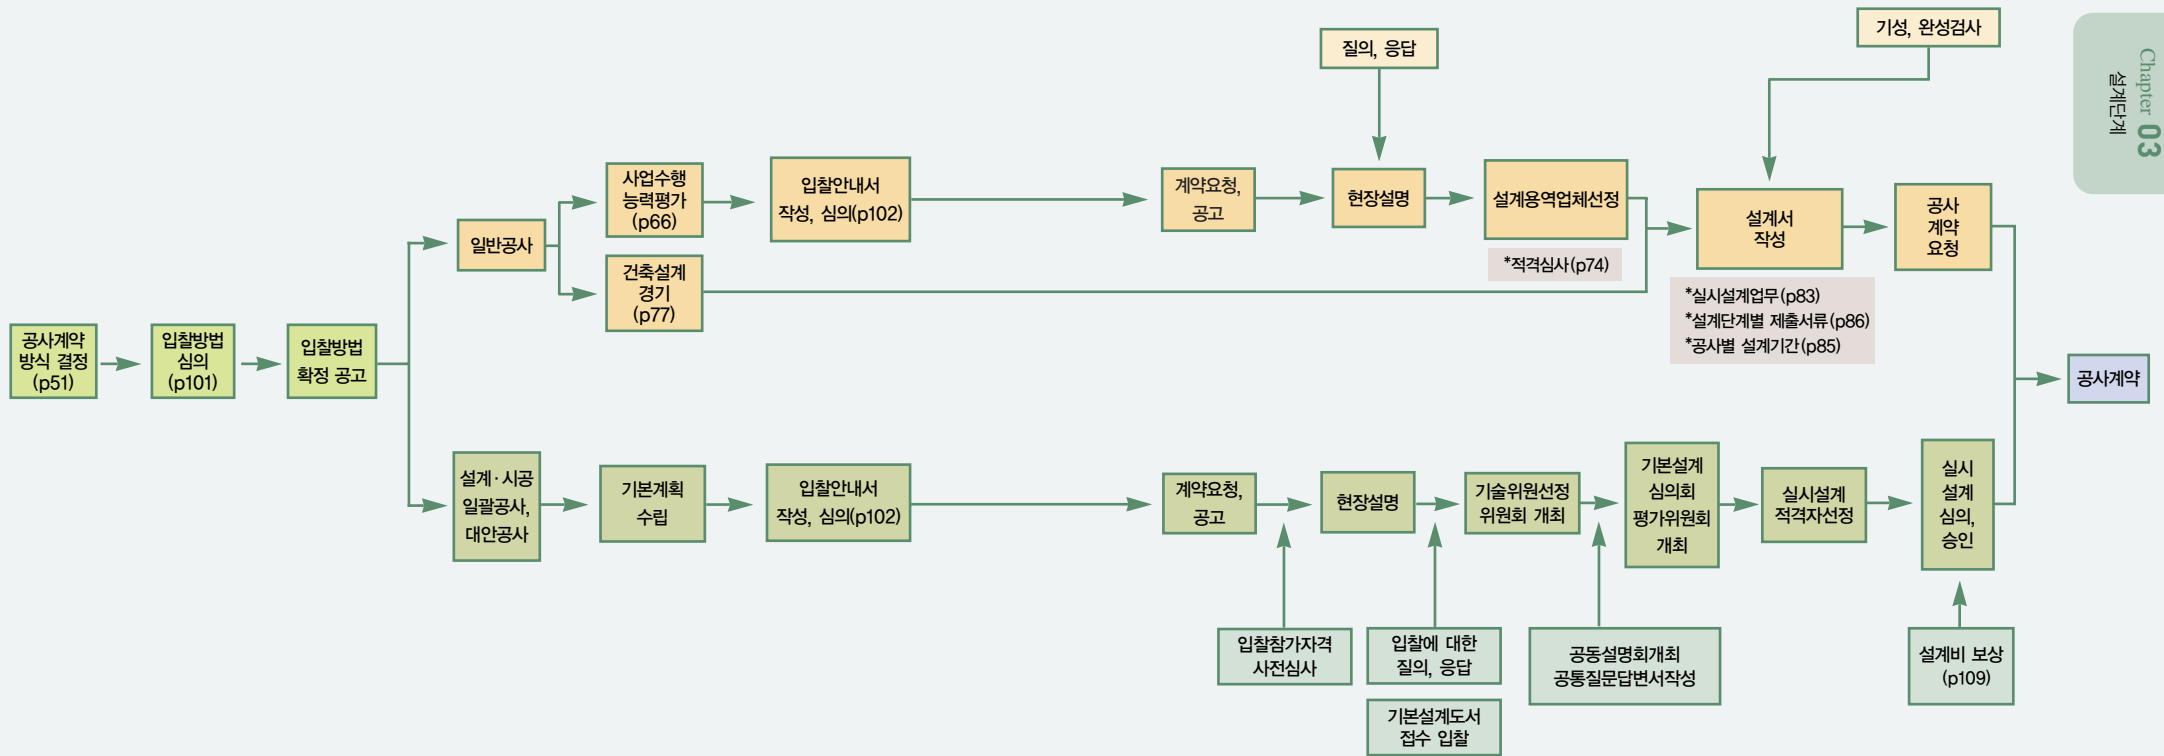 Chapter 03
설계단계
공사계약
방식 결정
(p51)
입찰방법
심의
(p101)
입찰방법
확정 공고
일반공사
사업수행
능력평가
(p66)
건축설계
경기
(p77)
입찰안내서
작성, 심의(p102)
계약요청,
공고
질의, 응답
현장설명
설계용역업체선정
*적격심사(p74)
기성, 완성검사
설계서
작성
*실시설계업무(p83)
*설계단계별 제출서류(p86)
*공사별 설계기간(p85)
공사
계약
요청
공사계약
설계·시공
일괄공사,
대안공사
기본계획
수립
입찰안내서
작성, 심의(p102)
계약요청,
공고
입찰참가자격
사전심사
현장설명
입찰에 대한
질의, 응답
기본설계도서
접수 입찰
기술위원선정
위원회 개최
공동설명회개최
공통질문답변서작성
기본설계
심의회
평가위원회
개최
실시설계
적격자선정
실시
설계
심의,
승인
설계비 보상
(p109)